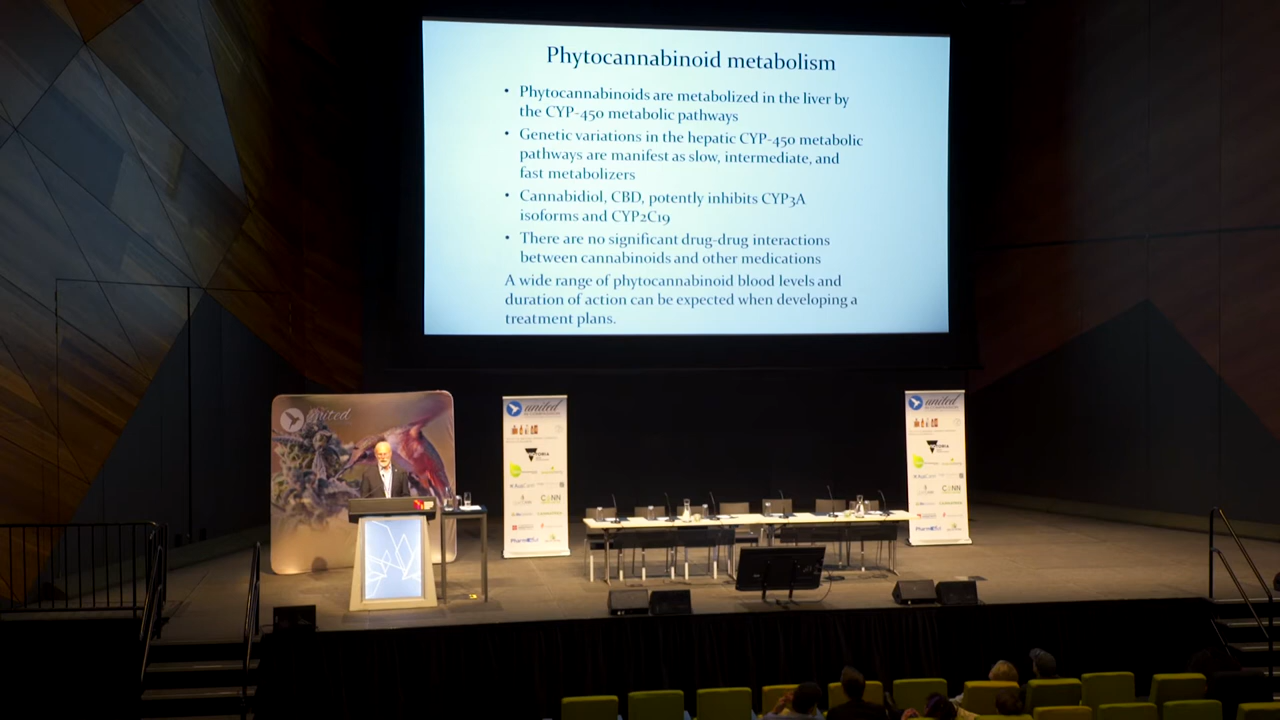 Phytocannabinoid metabolism
• Phytocannabinoids are metabolized in the liver by
the CYP-450 metabolic pathways
• Genetic variations in the hepatic CYP-450 metabolic
pathways are manifest as slow, intermediate, and
fast metabolizers
• Cannabidiol, CBD, potently inhibits CYP3A
isoforms and CYP2C19
• There are no significant drug-drug interactions
between cannabinoids and other medications
A wide range of phytocannabinoid blood levels and
duration of action can be expected when developing a
treatment plans.
united
united
united